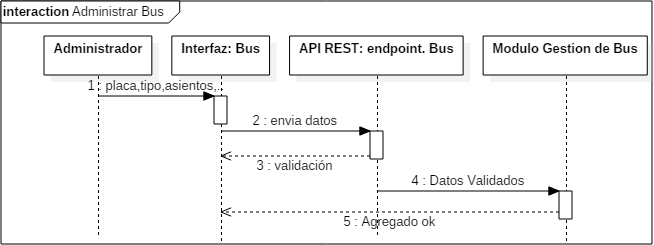 interaction Administrar Bus
Administrador
Interfaz: Bus
API REST: endpoint. Bus
Modulo Gestion de Bus
1 : placa,tipo,asientos,..
2 : envia datos
3 : validación
4 : Datos Validados
5 : Agregado ok